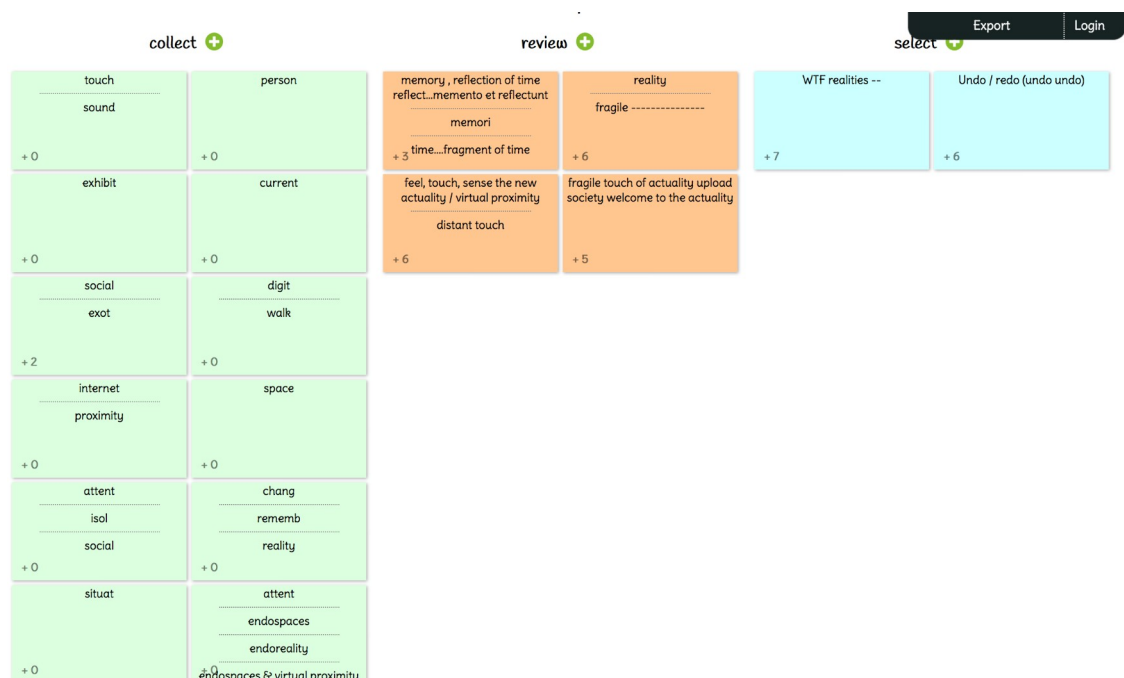 Export
Login
collect
review
select
touch
sound
+ 0
person
+ 0
exhibit
+ 0
current
+ 0
social
exot
+ 2
digit
walk
+ 0
internet
proximity
+ 0
space
+ 0
attent
isol
social
+ 0
chang
rememb
reality
+ 0
situat
+ 0
attent
endospaces
endoreality
endospaces & virtual proximity
+ 0
memory , reflection of time
reflect...memento et reflectunt
memori
time....fragment of time
+ 3
reality
fragile ---------------
+ 6
feel, touch, sense the new
actuality / virtual proximity
distant touch
+ 6
fragile touch of actuality upload
society welcome to the actuality
+ 5
WTF realities --
+ 7
Undo / redo (undo undo)
+ 6